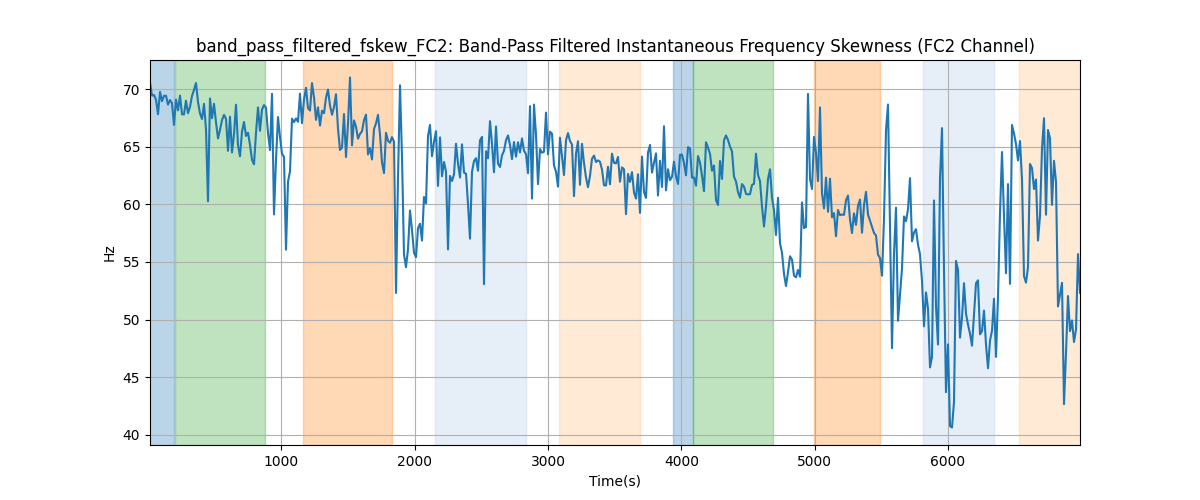 band_pass_filtered_fskew_FC2: Band-Pass Filtered Instantaneous Frequency Skewness (FC2 Channel)
70
65
60
55
50
45
40
Hz
1000 2000 3000 4000 5000 6000
Time(s)